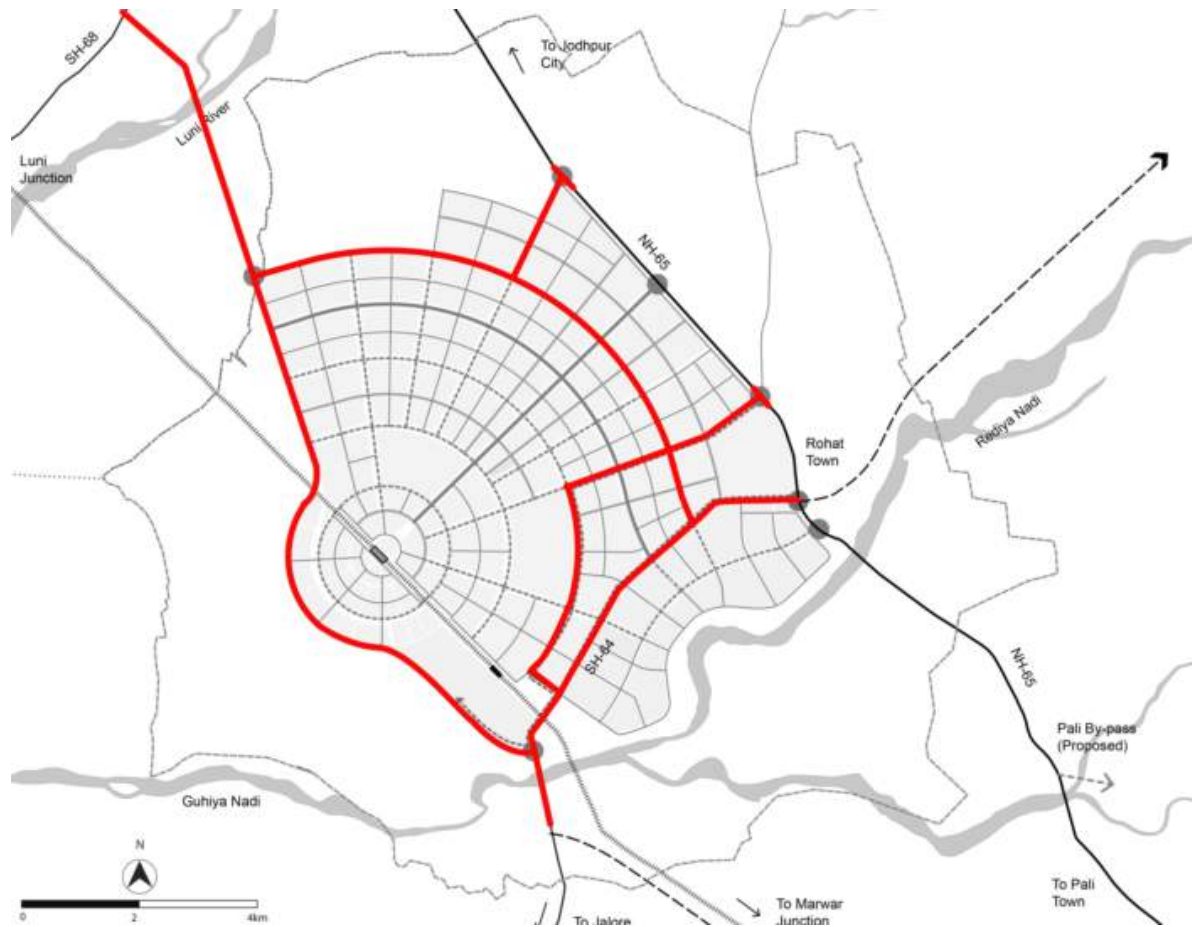 SH-68
To Jodhpur
City
Luni River
Luni
Junction
NH-65
Rediya Nadi
Rohat
Town
SH-64
NH-65
Pali By-pass
(Proposed)
Guhiya Nadi
N
0 2 4km
To Pali
Town
To Marwar
Junction
To Jalore